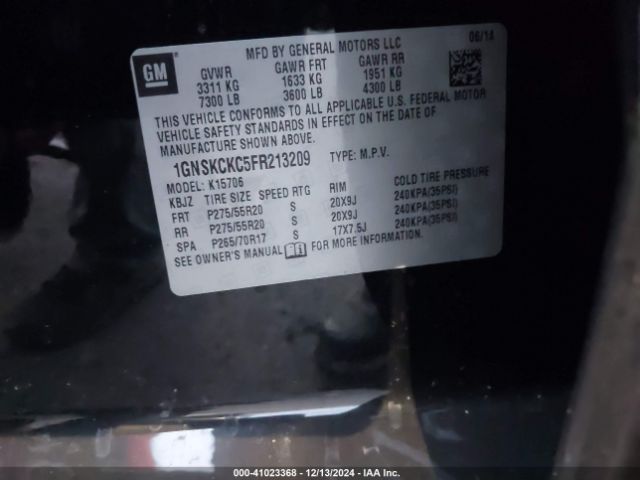 GM
MFD BY GENERAL MOTORS LLC 06/14
GVWR GAWR FRT GAWR RR
3311 KG 1633 KG 1951 KG
7300 LB 3600 LB 4300 LB
THIS VEHICLE CONFORMS TO ALL APPLICABLE U.S. FEDERAL MOTOR
VEHICLE SAFETY STANDARDS IN EFFECT ON THE DATE OF
MANUFACTURE SHOWN ABOVE.
1GNSKCKC5FR213209 TYPE: M.P.V.
MODEL: K15706
KBJZ TIRE SIZE SPEED RTG RIM COLD TIRE PRESSURE
FRT P275/55R20 S 20X9J 240KPA(35PSI)
RR P275/55R20 S 20X9J 240KPA(35PSI)
SPA P265/70R17 S 17X7.5J 240KPA(35PSI)
SEE OWNER'S MANUAL FOR MORE INFORMATION.
000-41023368 - 12/13/2024 - IAA Inc.